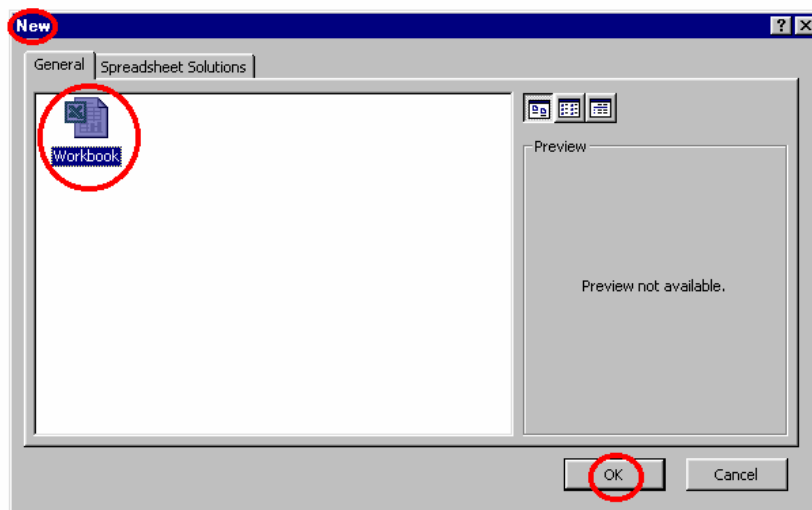 New
General
Spreadsheet Solutions
Workbook
Preview
Preview not available.
OK
Cancel